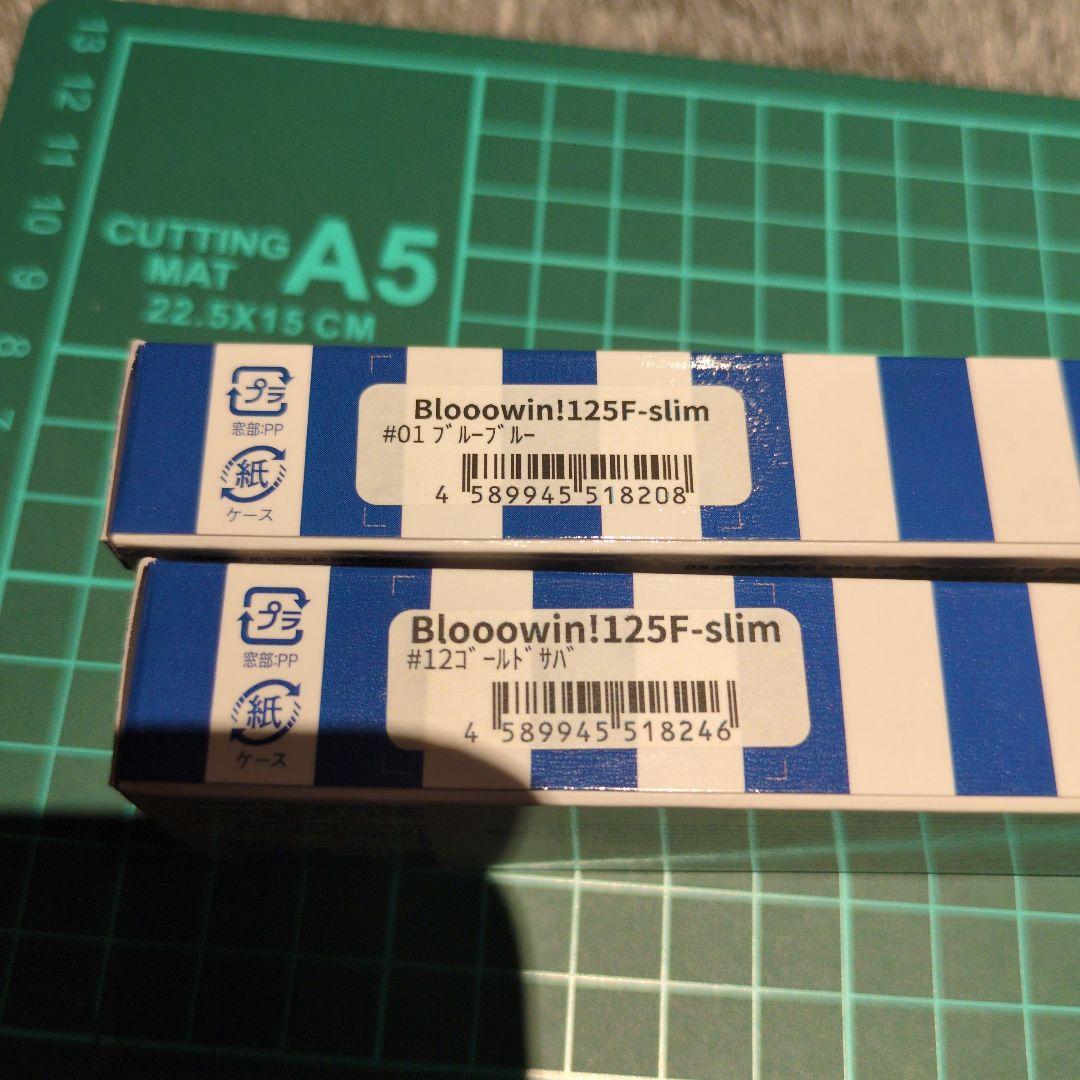 13
12
11
10
9
8
7
CUTTING
MAT
A5
22.5X15CM
プラ
窓部:PP
紙
ケース
Blooowin!125F-slim
#01 ﾌﾞﾙｰﾌﾞﾙｰ
4 589945 518208
プラ
窓部:PP
紙
ケース
Blooowin!125F-slim
#12ｺﾞｰﾙﾄﾞｻﾊﾞ
4 589945 518246